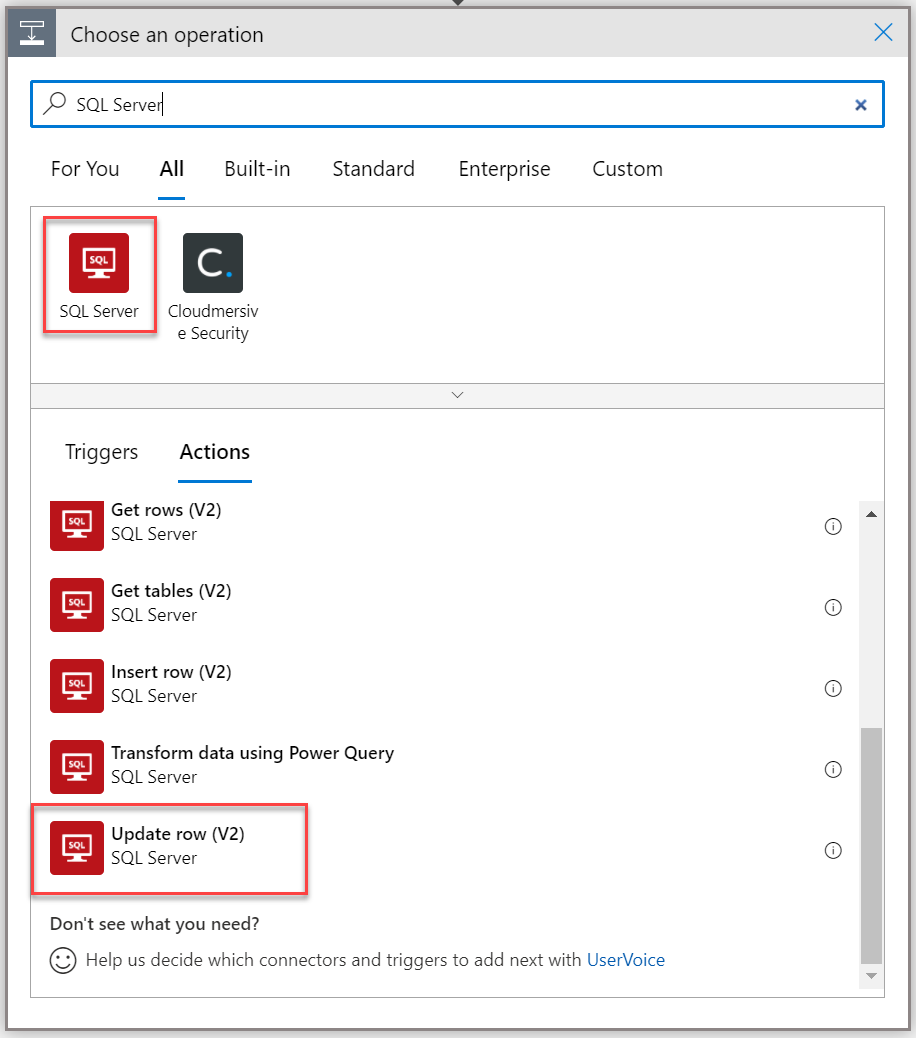 Choose an operation
SQL Server
For You All Built-in Standard Enterprise Custom
SQL
C.
SQL Server
Cloudmersiv
e Security
Triggers Actions
SQL
Get rows (V2)
SQL Server
SQL
Get tables (V2)
SQL Server
SQL
Insert row (V2)
SQL Server
SQL
Transform data using Power Query
SQL Server
SQL
Update row (V2)
SQL Server
Don't see what you need?
Help us decide which connectors and triggers to add next with UserVoice